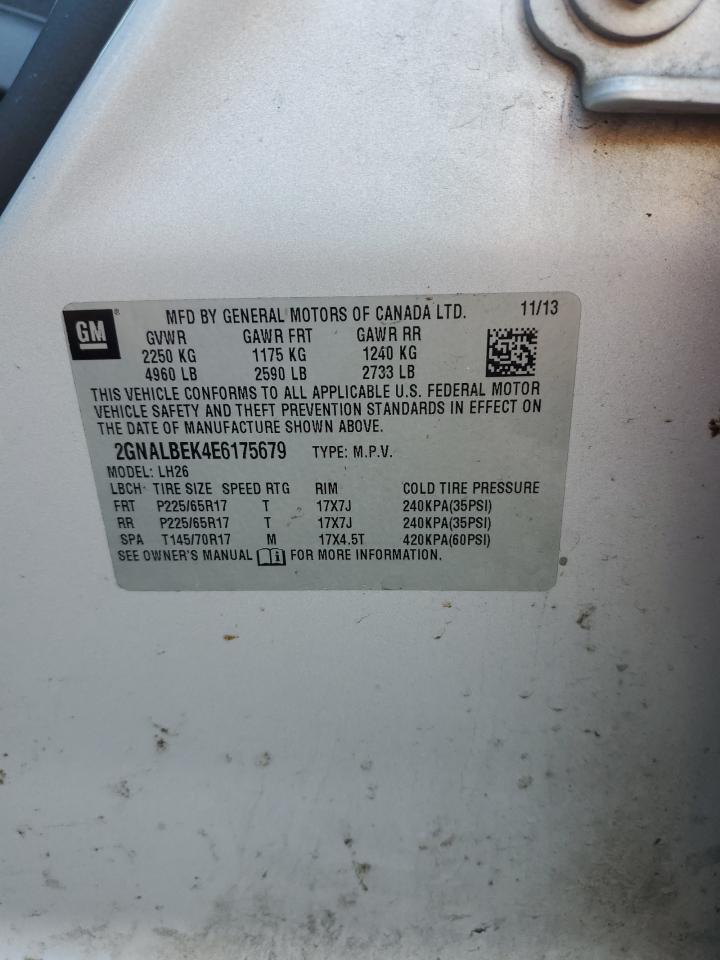 GM®
MFD BY GENERAL MOTORS OF CANADA LTD. 11/13
GVWR GAWR FRT GAWR RR
2250 KG 1175 KG 1240 KG
4960 LB 2590 LB 2733 LB
THIS VEHICLE CONFORMS TO ALL APPLICABLE U.S. FEDERAL MOTOR
VEHICLE SAFETY AND THEFT PREVENTION STANDARDS IN EFFECT ON
THE DATE OF MANUFACTURE SHOWN ABOVE.
2GNALBEK4E6175679 TYPE: M.P.V.
MODEL: LH26
LBCH TIRE SIZE SPEED RTG RIM COLD TIRE PRESSURE
FRT P225/65R17 T 17X7J 240KPA(35PSI)
RR P225/65R17 T 17X7J 240KPA(35PSI)
SPA T145/70R17 M 17X4.5T 420KPA(60PSI)
SEE OWNER'S MANUAL i FOR MORE INFORMATION.